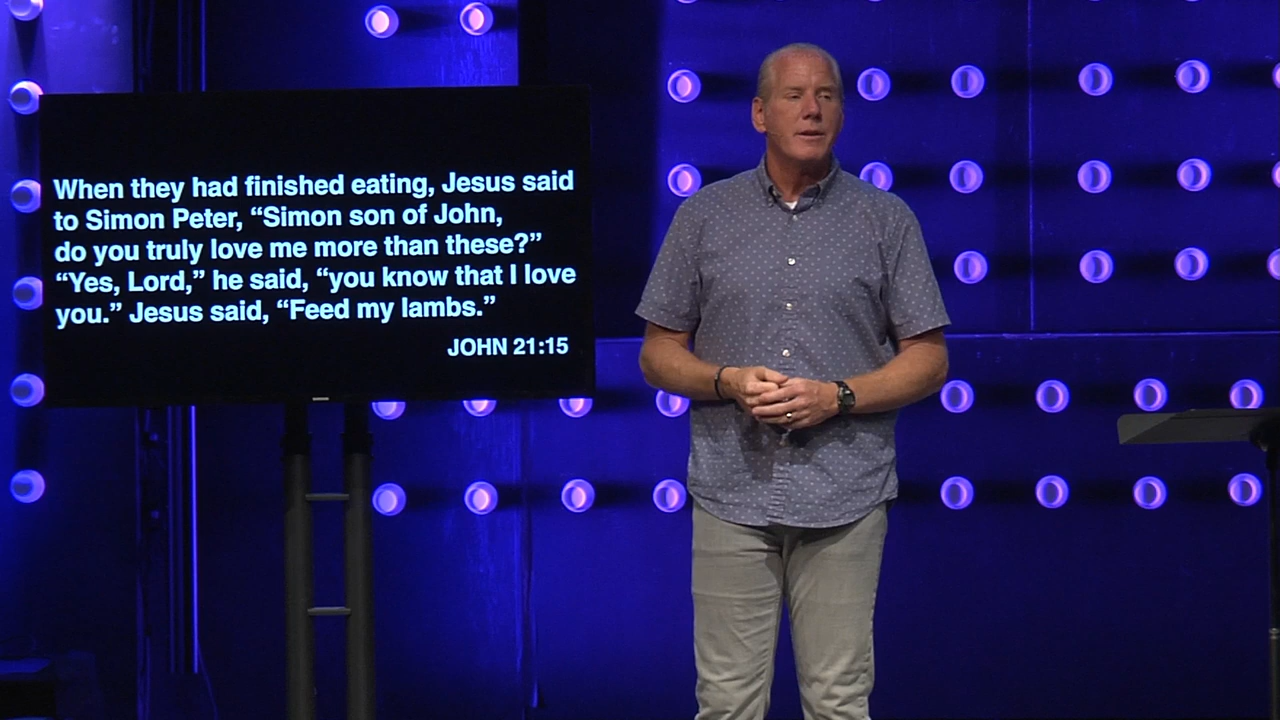 When they had finished eating, Jesus said
to Simon Peter, “Simon son of John,
do you truly love me more than these?”
“Yes, Lord,” he said, “you know that I love
you.” Jesus said, “Feed my lambs.”
JOHN 21:15